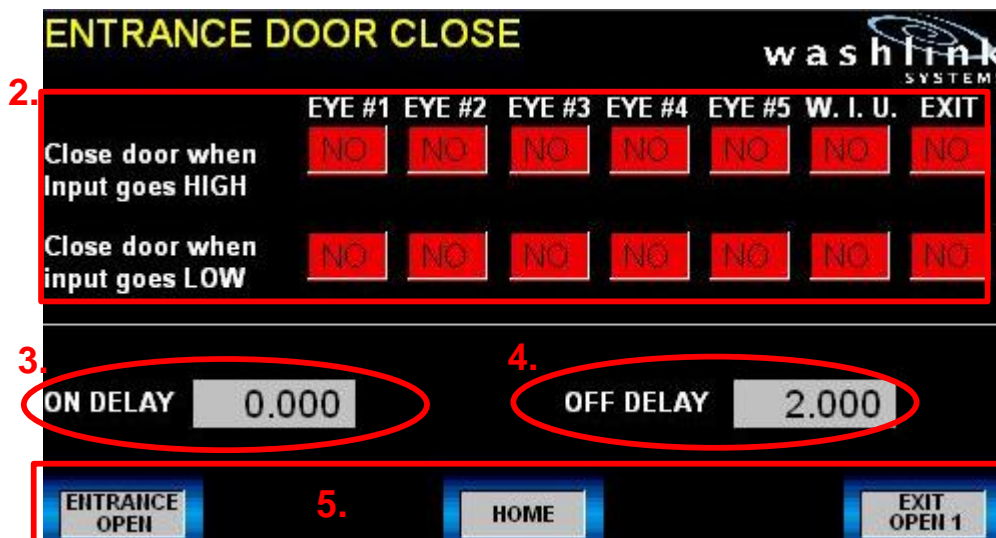 ENTRANCE DOOR CLOSE
washlink
SYSTEM
2.
EYE #1 EYE #2 EYE #3 EYE #4 EYE #5 W. I. U. EXIT
Close door when NO NO NO NO NO NO NO
Input goes HIGH
Close door when NO NO NO NO NO NO NO
input goes LOW
3. 4.
ON DELAY 0.000 OFF DELAY 2.000
ENTRANCE
OPEN
5.
HOME
EXIT
OPEN 1